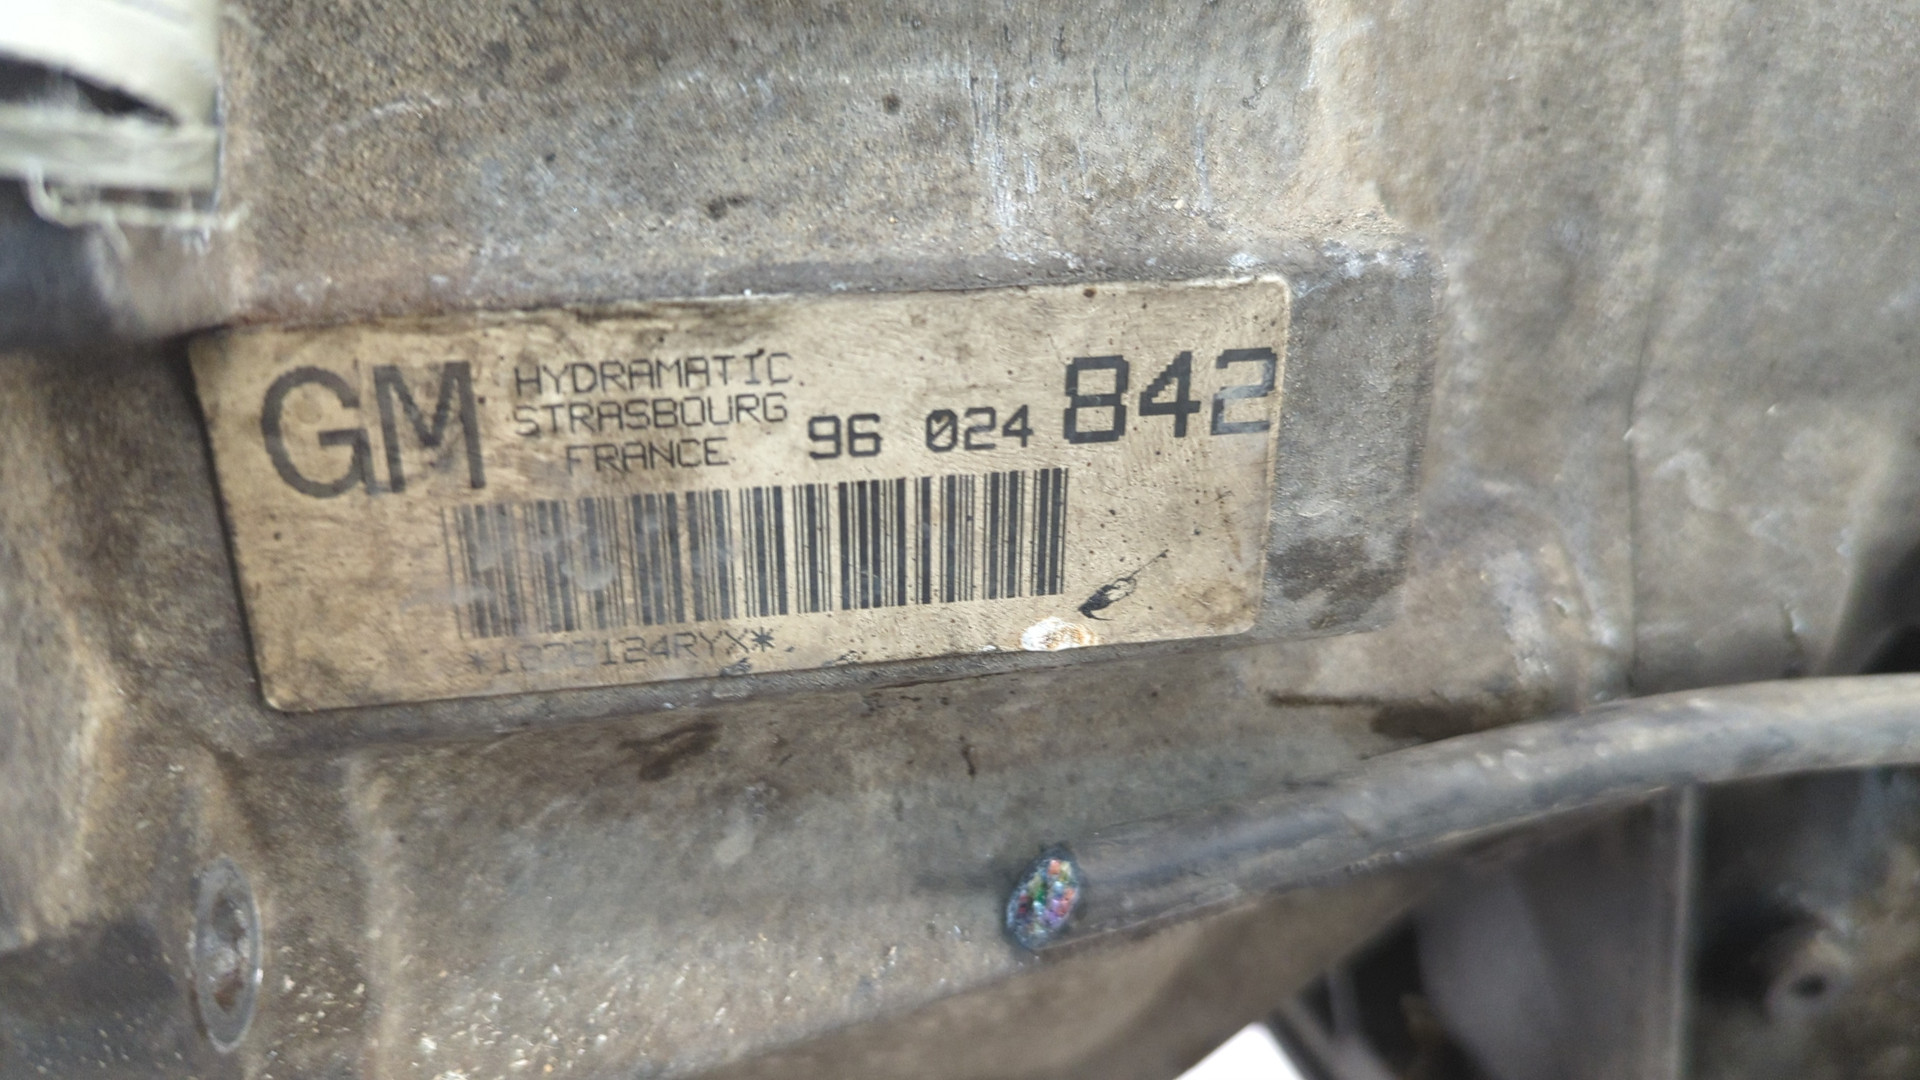 GM HYDRAMATIC
STRASBOURG
FRANCE 96 024 842